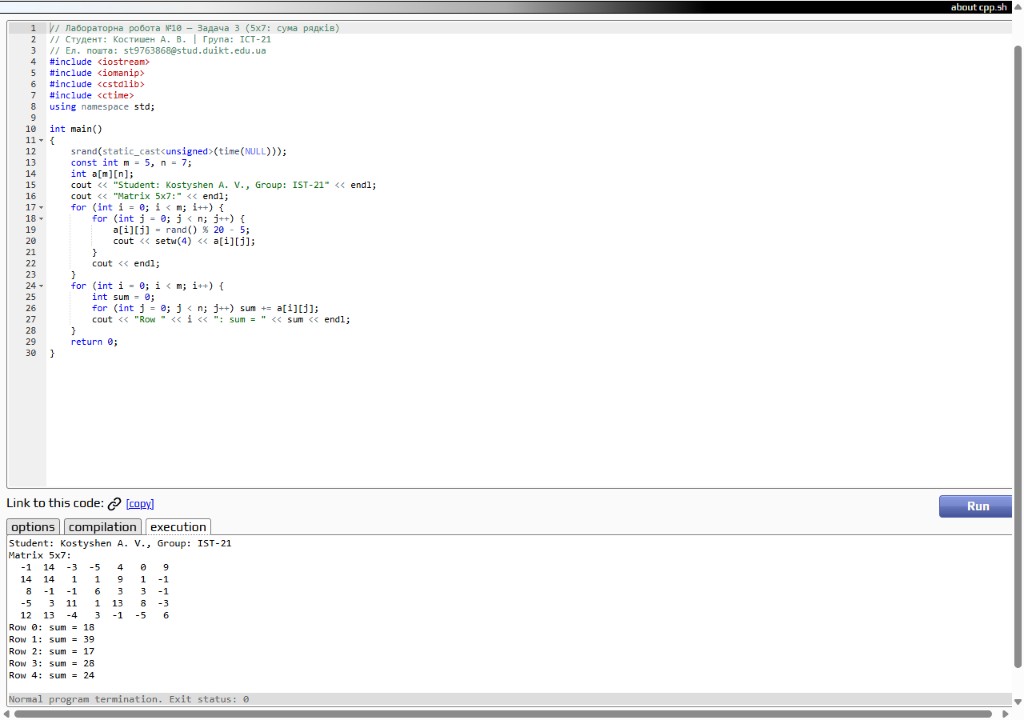 about cpp.sh
1 // Лабораторна робота №10 — Задача 3 (5x7: сума рядків)
2 // Студент: Костишен А. В. | Група: ІСТ-21
3 // Ел. пошта: st9763868@stud.duikt.edu.ua
4 #include <iostream>
5 #include <iomanip>
6 #include <cstdlib>
7 #include <ctime>
8 using namespace std;
9
10 int main()
11 {
12 srand(static_cast<unsigned>(time(NULL)));
13 const int m = 5, n = 7;
14 int a[m][n];
15 cout << "Student: Kostyshen A. V., Group: IST-21" << endl;
16 cout << "Matrix 5x7:" << endl;
17 for (int i = 0; i < m; i++) {
18 for (int j = 0; j < n; j++) {
19 a[i][j] = rand() % 20 - 5;
20 cout << setw(4) << a[i][j];
21 }
22 cout << endl;
23 }
24 for (int i = 0; i < m; i++) {
25 int sum = 0;
26 for (int j = 0; j < n; j++) sum += a[i][j];
27 cout << "Row " << i << ": sum = " << sum << endl;
28 }
29 return 0;
30 }
Link to this code: [copy]
Run
options compilation execution
Student: Kostyshen A. V., Group: IST-21
Matrix 5x7:
-1 14 -3 -5 4 0 9
14 14 1 1 9 1 -1
8 -1 -1 6 3 3 -1
-5 3 11 1 13 8 -3
12 13 -4 3 -1 -5 6
Row 0: sum = 18
Row 1: sum = 39
Row 2: sum = 17
Row 3: sum = 28
Row 4: sum = 24
Normal program termination. Exit status: 0